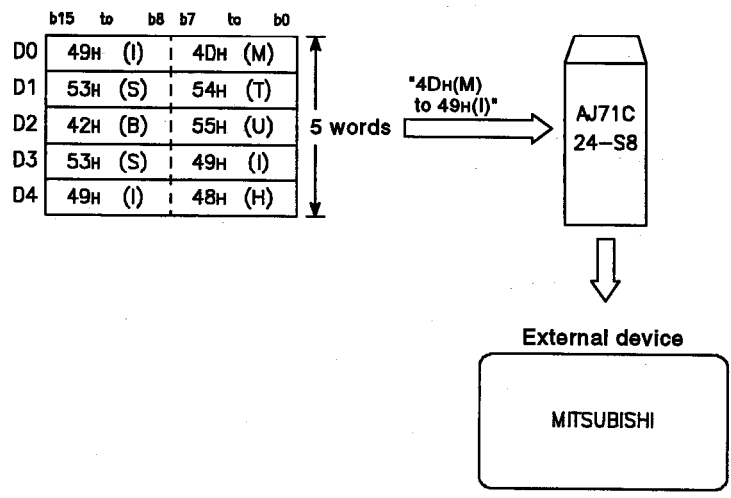 b15 to b8 b7 to b0
D0 49H (I) 4DH (M)
D1 53H (S) 54H (T)
D2 42H (B) 55H (U)
D3 53H (S) 49H (I)
D4 49H (I) 48H (H)
5 words
"4DH(M)
to 49H(I)"
AJ71C
24-S8
External device
MITSUBISHI